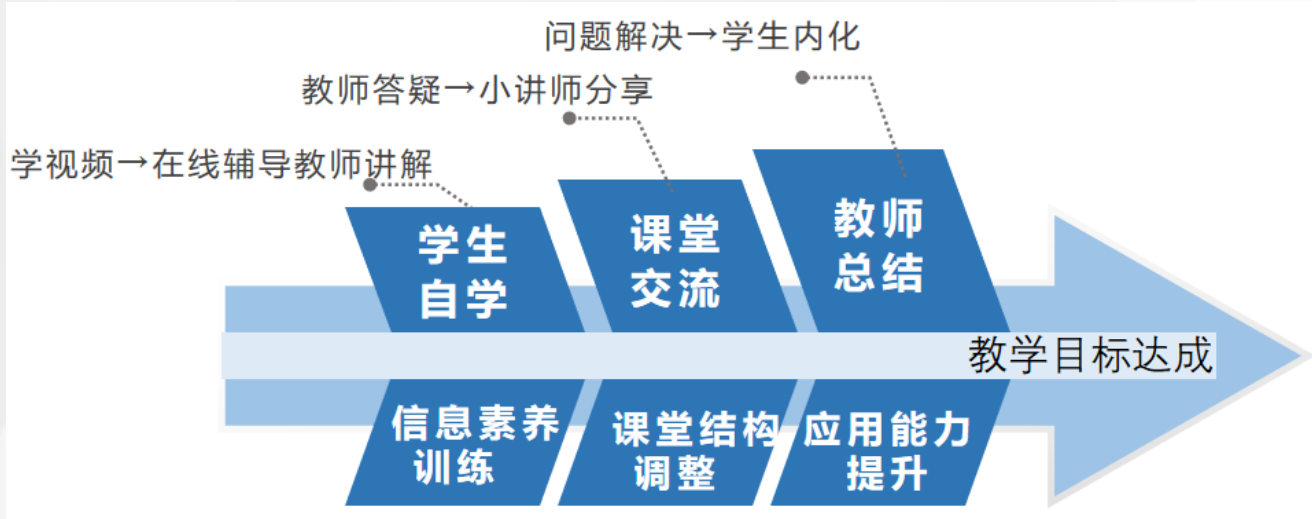 问题解决→学生内化
教师答疑→小讲师分享
学视频→在线辅导教师讲解
学生
自学
课堂
交流
教师
总结
教学目标达成
信息素养
训练
课堂结构
调整
应用能力
提升